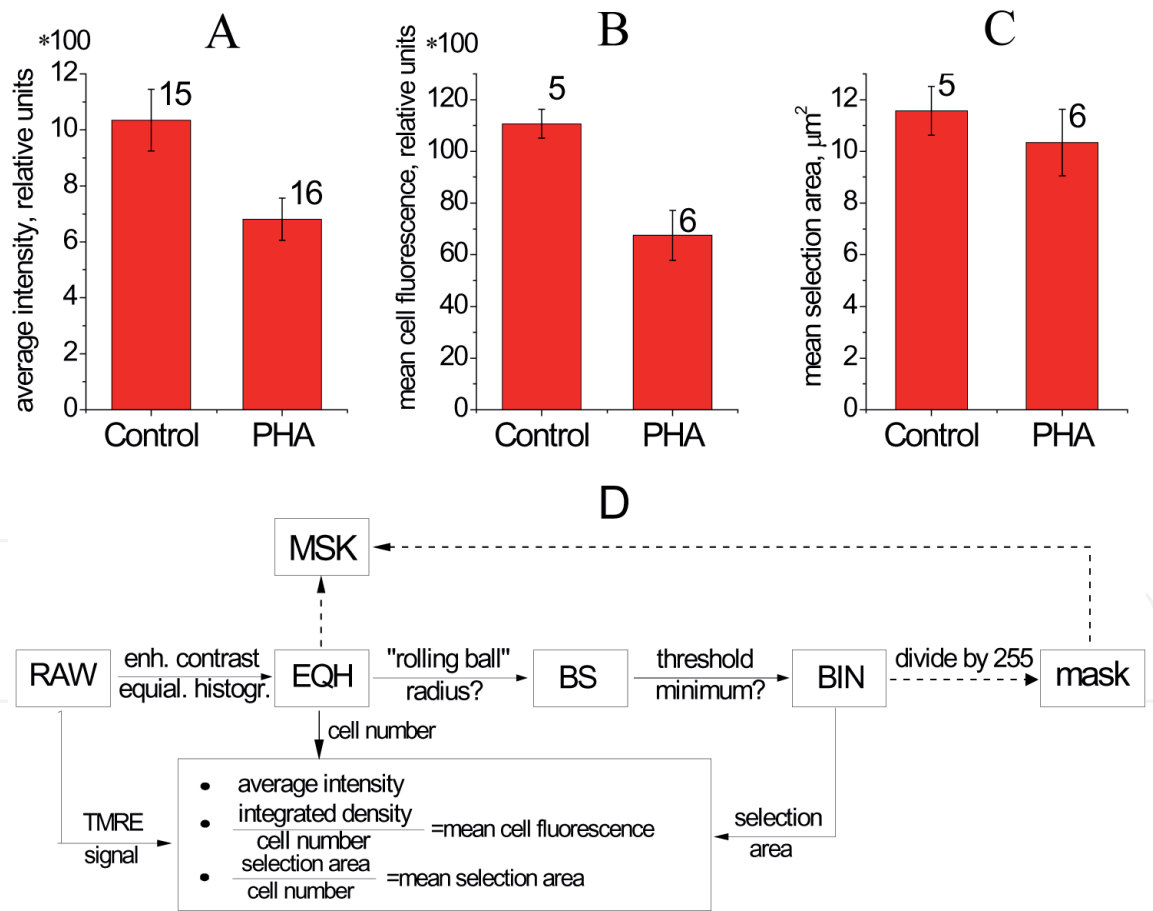 A
*100
average intensity, relative units
12
10
8
6
4
2
0
15
16
Control PHA
B
*100
mean cell fluorescence, relative units
120
100
80
60
40
20
0
5
6
Control PHA
C
mean selection area, μm²
12
10
8
6
4
2
0
5
6
Control PHA
D
MSK
RAW
enh. contrast
equial. histogr.
EQH
"rolling ball"
radius?
BS
threshold
minimum?
BIN
divide by 255
mask
cell number
TMRE
signal
• average intensity
• integrated density
cell number
=mean cell fluorescence
• selection area
cell number
=mean selection area
selection
area